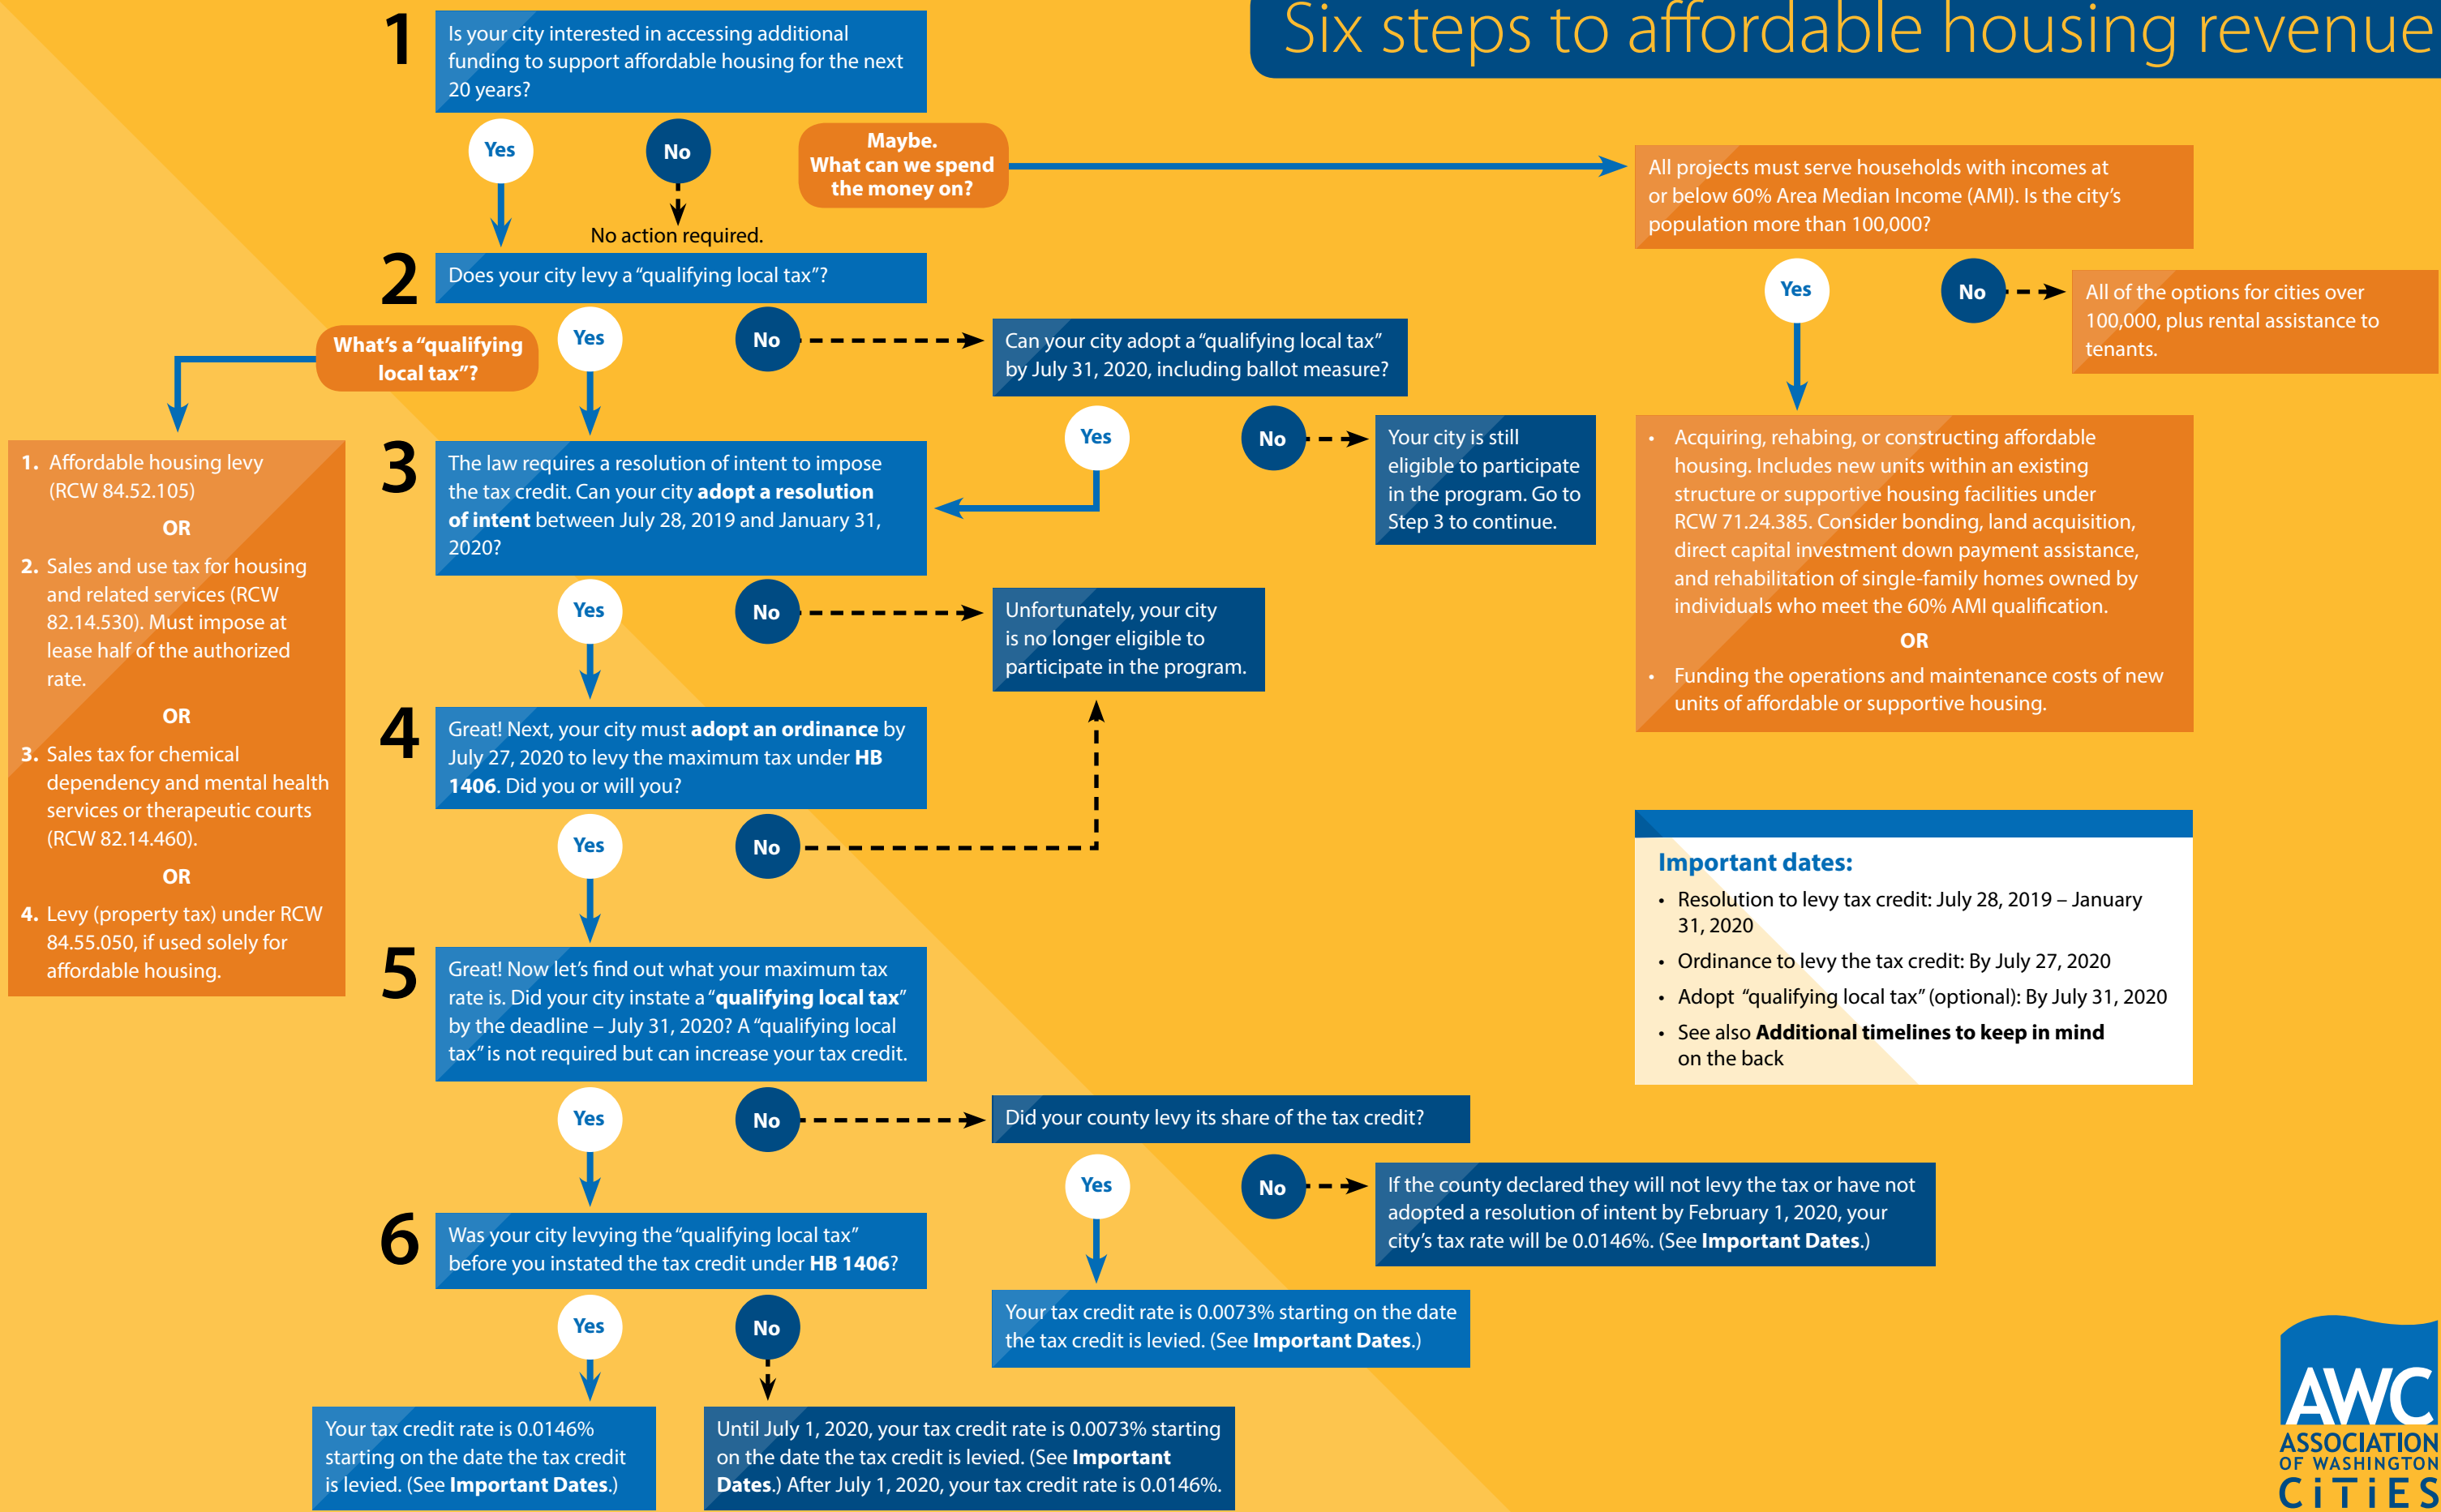 Six steps to affordable housing revenue
1
Is your city interested in accessing additional
funding to support affordable housing for the next
20 years?
Yes
No
Maybe.
What can we spend
the money on?
No action required.
All projects must serve households with incomes at
or below 60% Area Median Income (AMI). Is the city's
population more than 100,000?
Yes
No
All of the options for cities over
100,000, plus rental assistance to
tenants.
• Acquiring, rehabing, or constructing affordable
housing. Includes new units within an existing
structure or supportive housing facilities under
RCW 71.24.385. Consider bonding, land acquisition,
direct capital investment down payment assistance,
and rehabilitation of single-family homes owned by
individuals who meet the 60% AMI qualification.
OR
• Funding the operations and maintenance costs of new
units of affordable or supportive housing.
2
Does your city levy a "qualifying local tax"?
What's a "qualifying
local tax"?
Yes
No
Can your city adopt a "qualifying local tax"
by July 31, 2020, including ballot measure?
Yes
No
Your city is still
eligible to participate
in the program. Go to
Step 3 to continue.
1. Affordable housing levy
(RCW 84.52.105)
OR
2. Sales and use tax for housing
and related services (RCW
82.14.530). Must impose at
lease half of the authorized
rate.
OR
3. Sales tax for chemical
dependency and mental health
services or therapeutic courts
(RCW 82.14.460).
OR
4. Levy (property tax) under RCW
84.55.050, if used solely for
affordable housing.
3
The law requires a resolution of intent to impose
the tax credit. Can your city adopt a resolution
of intent between July 28, 2019 and January 31,
2020?
Yes
No
Unfortunately, your city
is no longer eligible to
participate in the program.
4
Great! Next, your city must adopt an ordinance by
July 27, 2020 to levy the maximum tax under HB
1406. Did you or will you?
Yes
No
Important dates:
• Resolution to levy tax credit: July 28, 2019 – January
31, 2020
• Ordinance to levy the tax credit: By July 27, 2020
• Adopt "qualifying local tax" (optional): By July 31, 2020
• See also Additional timelines to keep in mind
on the back
5
Great! Now let's find out what your maximum tax
rate is. Did your city instate a "qualifying local tax"
by the deadline – July 31, 2020? A "qualifying local
tax" is not required but can increase your tax credit.
Yes
No
Did your county levy its share of the tax credit?
Yes
No
If the county declared they will not levy the tax or have not
adopted a resolution of intent by February 1, 2020, your
city's tax rate will be 0.0146%. (See Important Dates.)
Your tax credit rate is 0.0073% starting on the date
the tax credit is levied. (See Important Dates.)
6
Was your city levying the "qualifying local tax"
before you instated the tax credit under HB 1406?
Yes
No
Your tax credit rate is 0.0146%
starting on the date the tax credit
is levied. (See Important Dates.)
Until July 1, 2020, your tax credit rate is 0.0073% starting
on the date the tax credit is levied. (See Important
Dates.) After July 1, 2020, your tax credit rate is 0.0146%.
AWC
ASSOCIATION
OF WASHINGTON
CiTiES